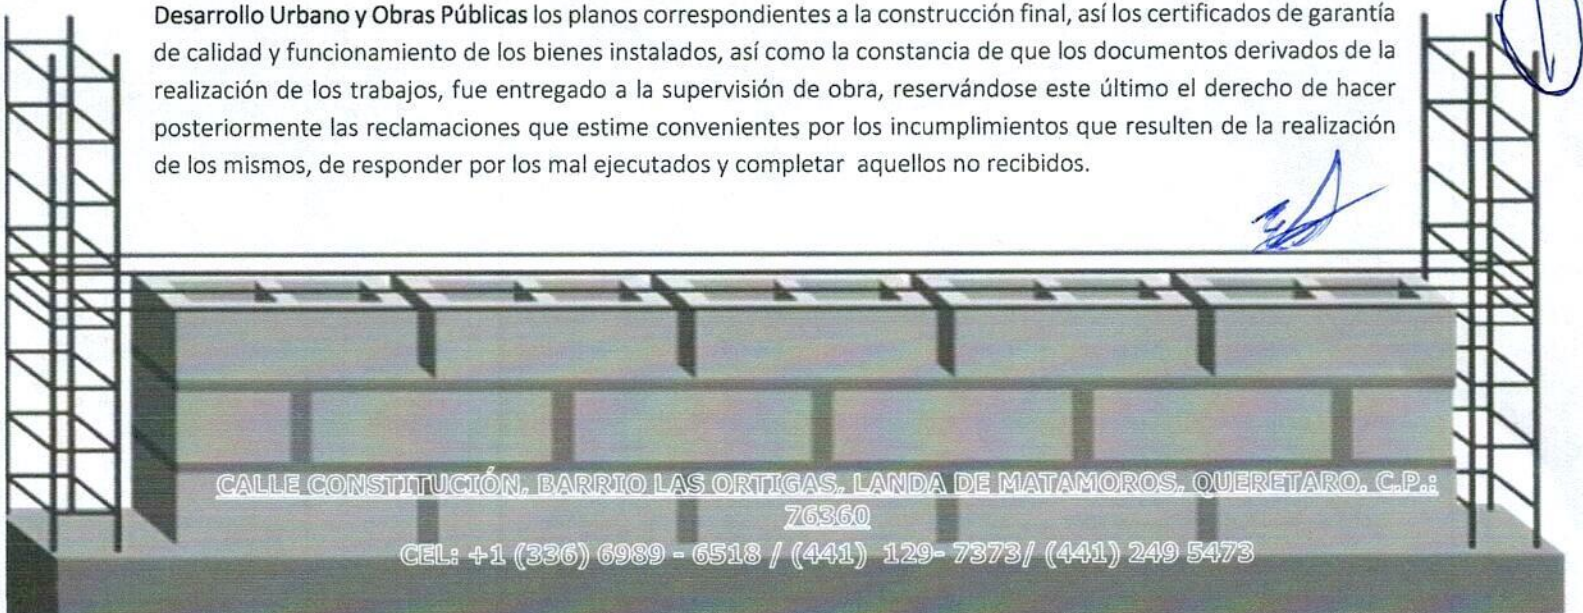 Desarrollo Urbano y Obras Públicas los planos correspondientes a la construcción final, así los certificados de garantía
de calidad y funcionamiento de los bienes instalados, así como la constancia de que los documentos derivados de la
realización de los trabajos, fue entregado a la supervisión de obra, reservándose este último el derecho de hacer
posteriormente las reclamaciones que estime convenientes por los incumplimientos que resulten de la realización
de los mismos, de responder por los mal ejecutados y completar aquellos no recibidos.
CALLE CONSTITUCIÓN, BARRIO LAS ORTIGAS, LANDA DE MATAMOROS, QUERETARO. C.P.:
76360
CEL: +1 (336) 6989 - 6518 / (441) 129- 7373/ (441) 249 5473